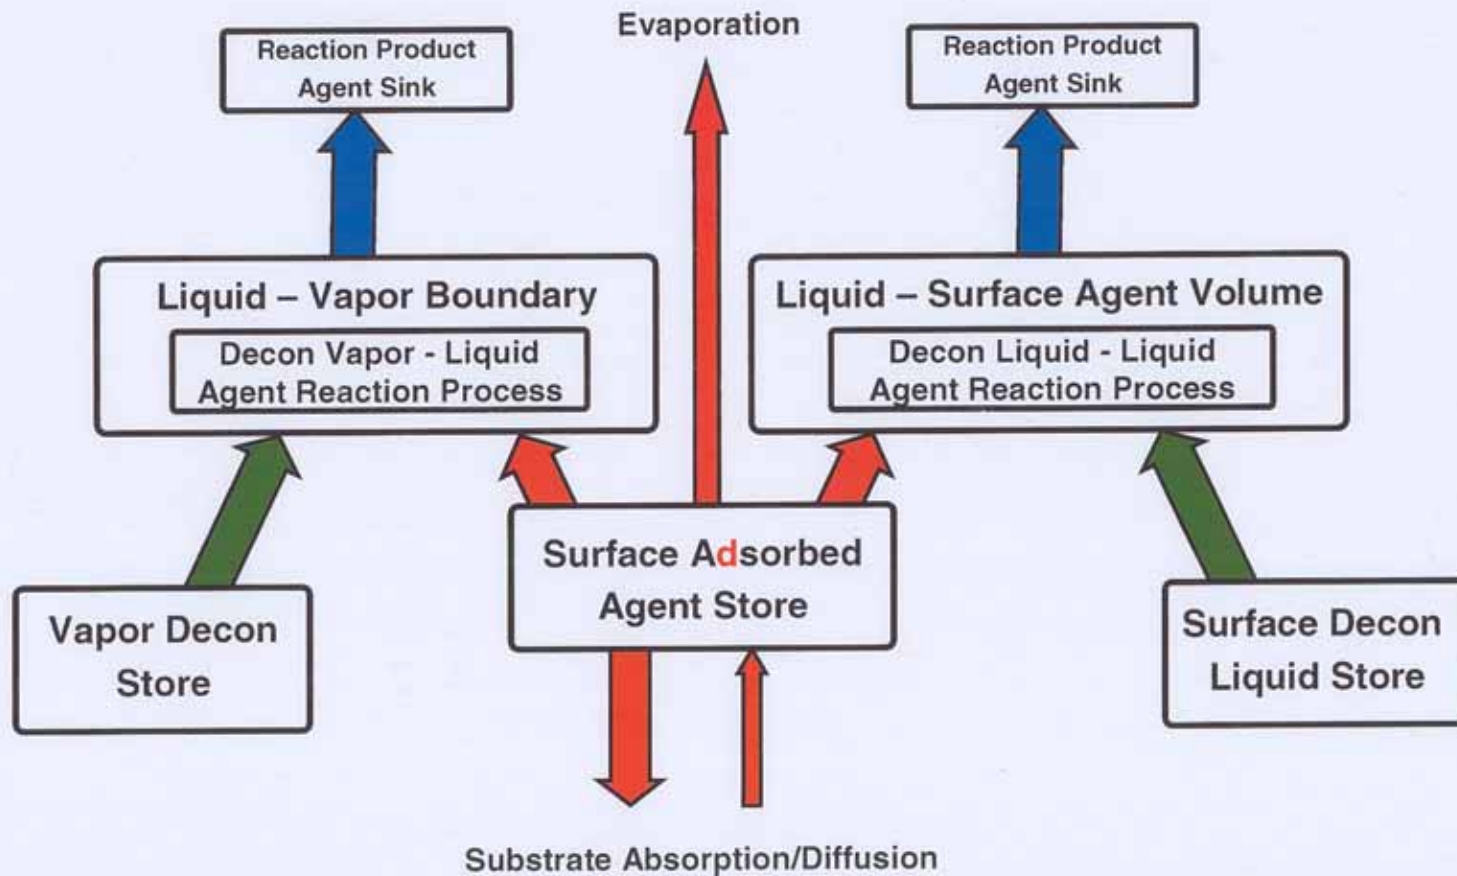 Evaporation
Reaction Product
Agent Sink
Reaction Product
Agent Sink
Liquid – Vapor Boundary
Decon Vapor - Liquid
Agent Reaction Process
Liquid – Surface Agent Volume
Decon Liquid - Liquid
Agent Reaction Process
Surface Adsorbed
Agent Store
Vapor Decon
Store
Surface Decon
Liquid Store
Substrate Absorption/Diffusion